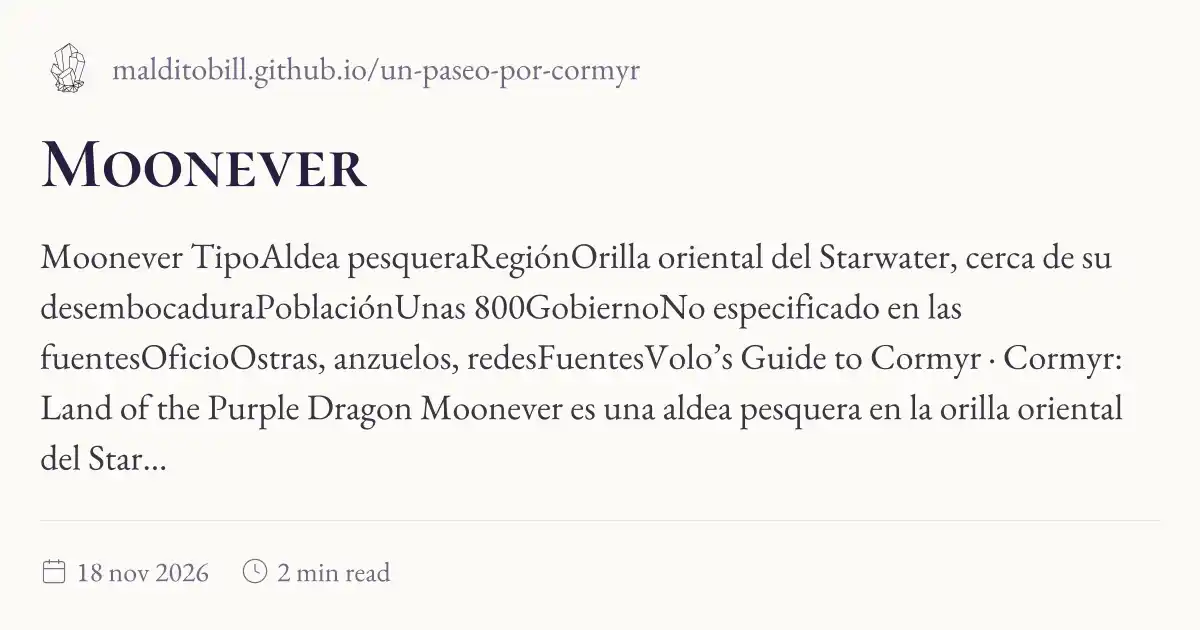 malditobill.github.io/un-paseo-por-cormyr
Moonever
Moonever TipoAldea pesqueraRegiónOrilla oriental del Starwater, cerca de su
desembocaduraPoblaciónUnas 800GobiernoNo especificado en las
fuentesOficioOstras, anzuelos, redesFuentesVolo’s Guide to Cormyr · Cormyr:
Land of the Purple Dragon Moonever es una aldea pesquera en la orilla oriental
del Star...
18 nov 2026
2 min read